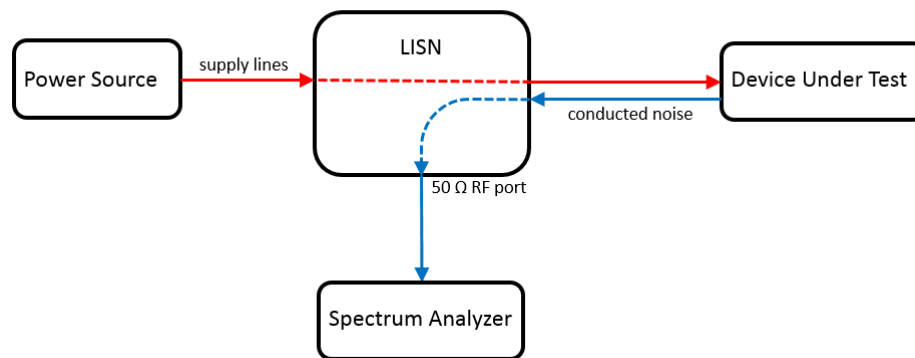 LISN
Power Source
supply lines
Device Under Test
conducted noise
50 Ω RF port
Spectrum Analyzer